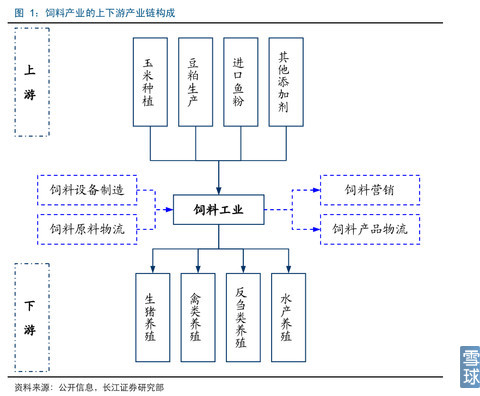 图 1：饲料产业的上下游产业链构成
上游
玉米种植
豆粕生产
进口鱼粉
其他添加剂
饲料设备制造
饲料营销
饲料工业
饲料原料物流
饲料产品物流
下游
生猪养殖
禽类养殖
反刍类养殖
水产养殖
雪球
资料来源：公开信息，长江证券研究部